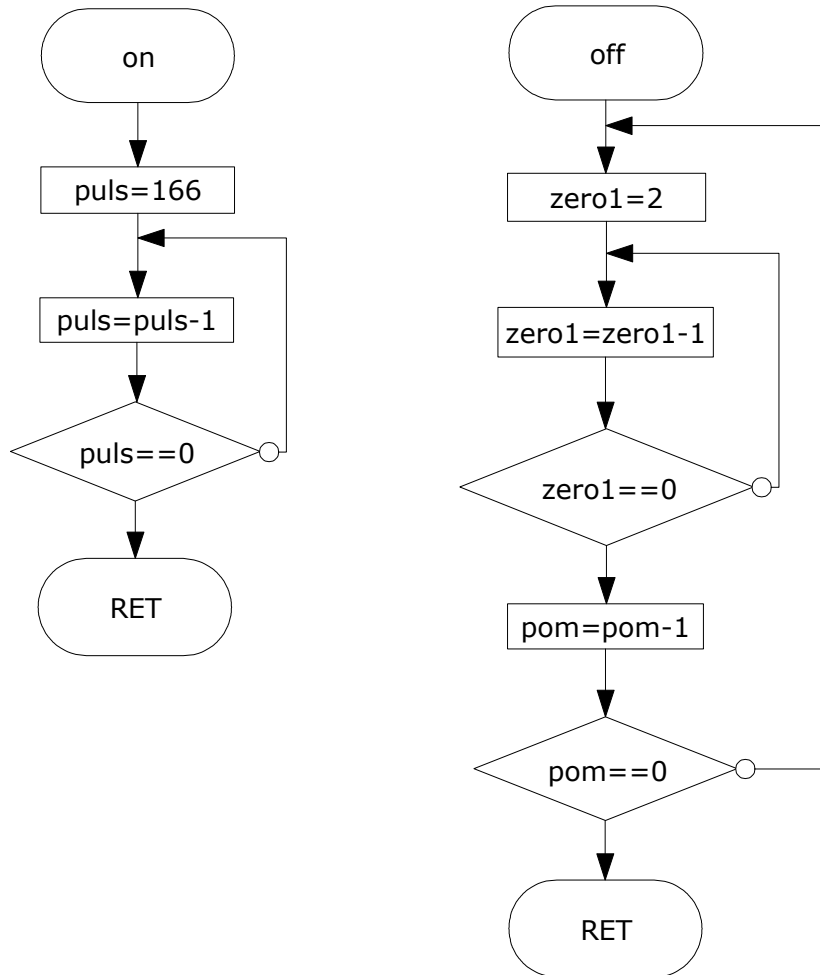 on
puls=166
puls=puls-1
puls==0
RET
off
zero1=2
zero1=zero1-1
zero1==0
pom=pom-1
pom==0
RET